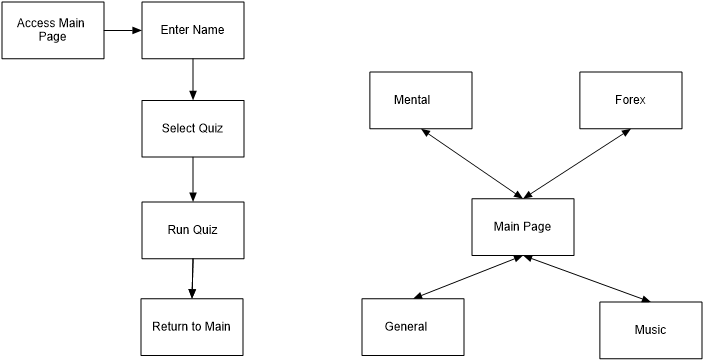 Access Main
Page
Enter Name
Select Quiz
Run Quiz
Return to Main
Mental
Forex
Main Page
General
Music